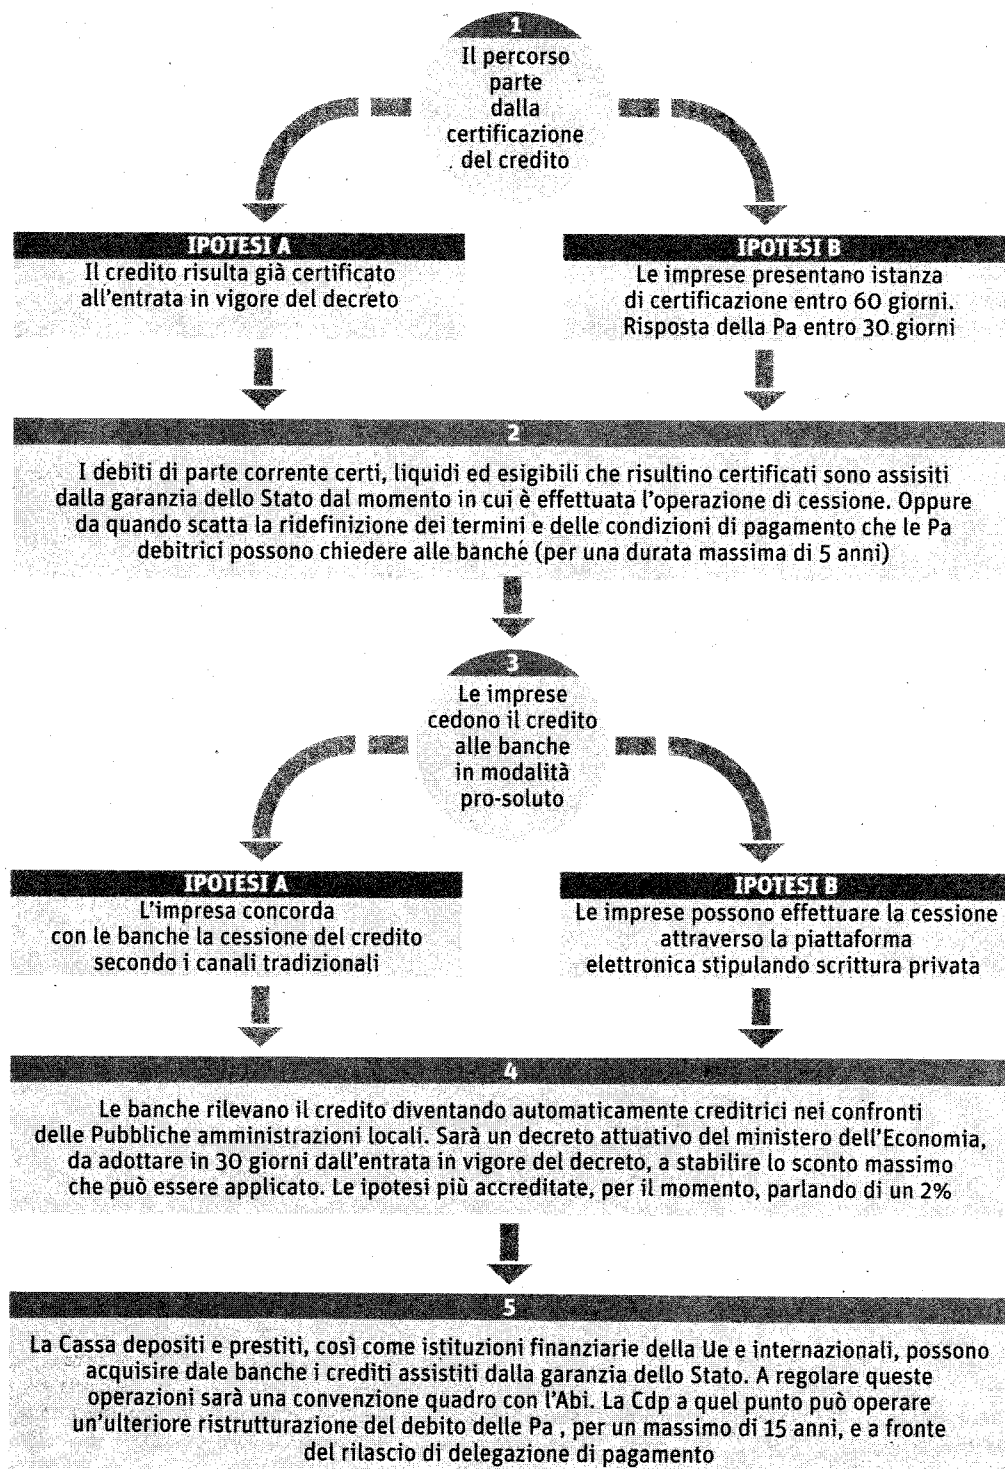 1
Il percorso
parte
dalla
certificazione
del credito
IPOTESI A
Il credito risulta già certificato
all'entrata in vigore del decreto
IPOTESI B
Le imprese presentano istanza
di certificazione entro 60 giorni.
Risposta della Pa entro 30 giorni
2
I debiti di parte corrente certi, liquidi ed esigibili che risultino certificati sono assisiti
dalla garanzia dello Stato dal momento in cui è effettuata l'operazione di cessione. Oppure
da quando scatta la ridefinizione dei termini e delle condizioni di pagamento che le Pa
debitrici possono chiedere alle banche (per una durata massima di 5 anni)
3
Le imprese
cedono il credito
alle banche
in modalità
pro-soluto
IPOTESI A
L'impresa concorda
con le banche la cessione del credito
secondo i canali tradizionali
IPOTESI B
Le imprese possono effettuare la cessione
attraverso la piattaforma
elettronica stipulando scrittura privata
4
Le banche rilevano il credito diventando automaticamente creditrici nei confronti
delle Pubbliche amministrazioni locali. Sarà un decreto attuativo del ministero dell'Economia,
da adottare in 30 giorni dall'entrata in vigore del decreto, a stabilire lo sconto massimo
che può essere applicato. Le ipotesi più accreditate, per il momento, parlando di un 2%
5
La Cassa depositi e prestiti, così come istituzioni finanziarie della Ue e internazionali, possono
acquisire dale banche i crediti assistiti dalla garanzia dello Stato. A regolare queste
operazioni sarà una convenzione quadro con l'Abi. La Cdp a quel punto può operare
un'ulteriore ristrutturazione del debito delle Pa , per un massimo di 15 anni, e a fronte
del rilascio di delegazione di pagamento